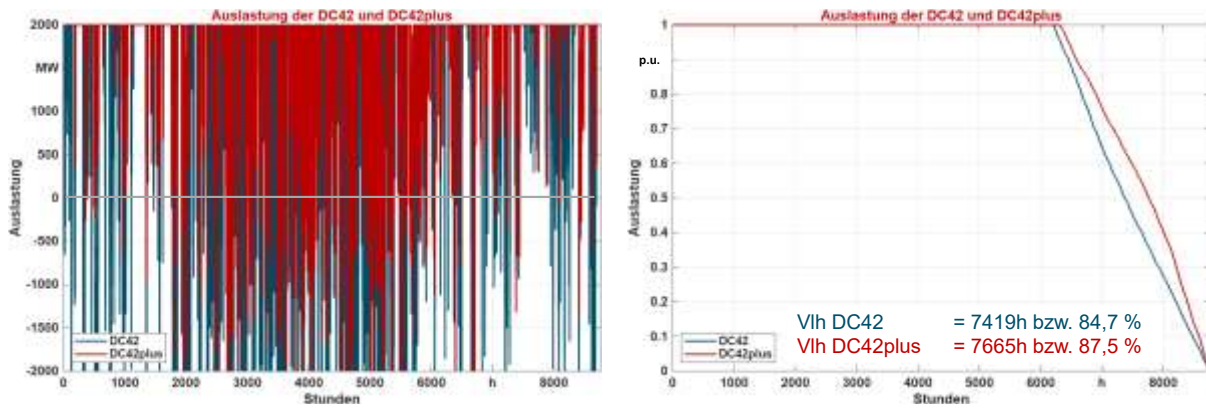 Auslastung der DC42 und DC42plus
2000
MW
1000
500
0
-500
-1000
-1500
-2000
Auslastung
DC42
DC42plus
0 1000 2000 3000 4000 5000 6000 h 8000
Stunden
Auslastung der DC42 und DC42plus
1
p.u.
1
0.9
0.8
0.7
0.6
0.5
0.4
0.3
0.2
0.1
0
Auslastung
DC42
DC42plus
Vlh DC42 = 7419h bzw. 84,7 %
Vlh DC42plus = 7665h bzw. 87,5 %
0 1000 2000 3000 4000 5000 6000 h 8000
Stunden